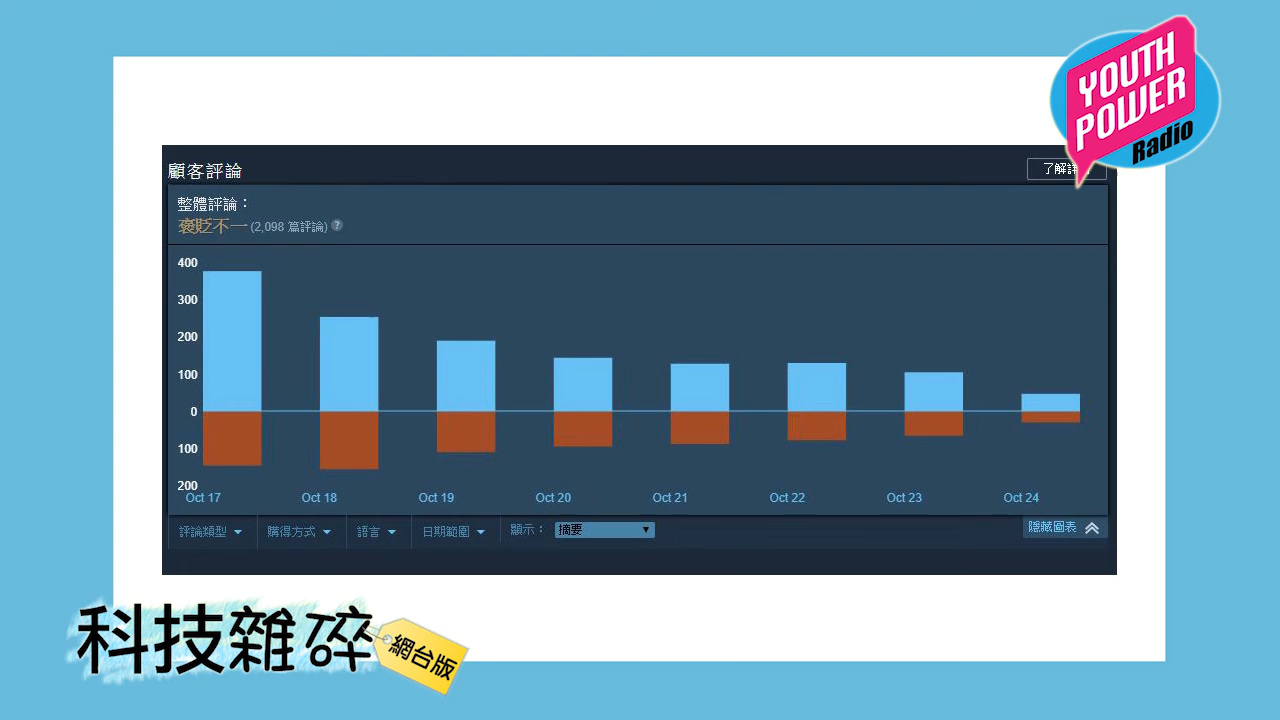 YOUTH
POWER
Radio
顧客評論
了解詳
整體評論：
褒貶不一 (2,098 篇評論) ?
400
300
200
100
0
100
200
Oct 17 Oct 18 Oct 19 Oct 20 Oct 21 Oct 22 Oct 23 Oct 24
評論類型 購得方式 語言 日期範圍 顯示： 摘要 隱藏圖表
科技雜碎
網台版